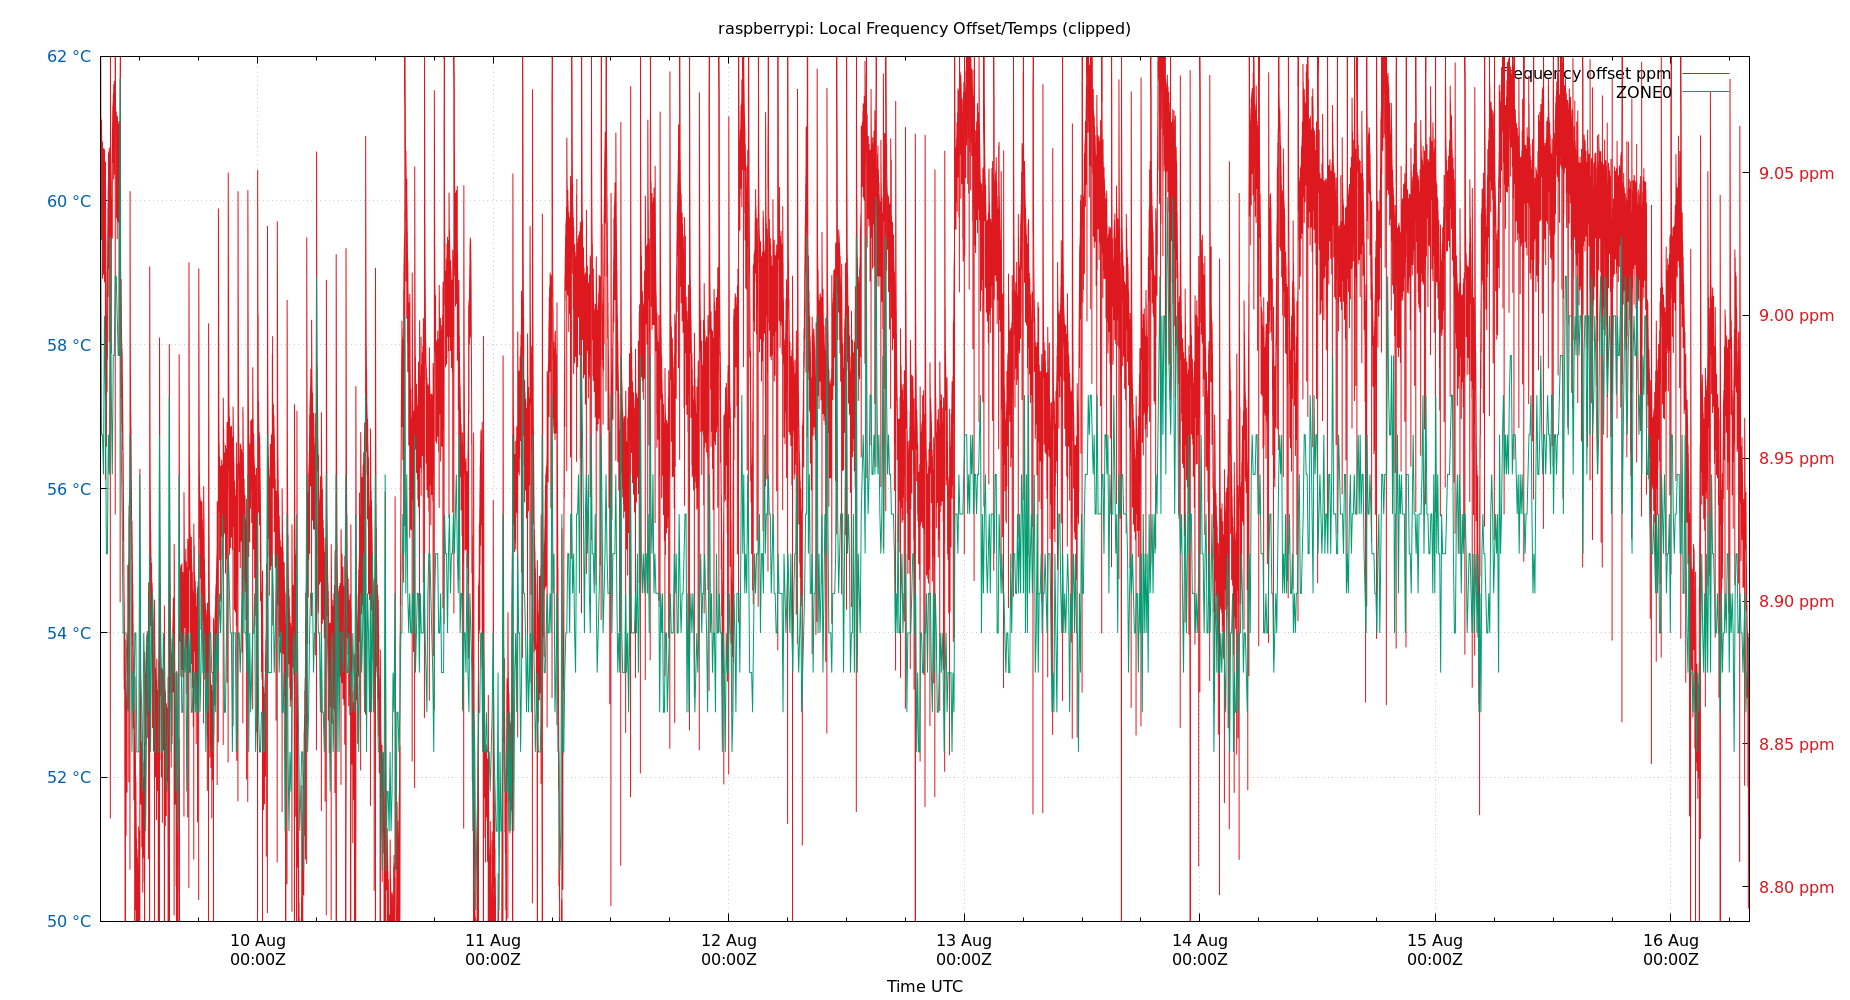 raspberrypi: Local Frequency Offset/Temps (clipped)
62 °C
60 °C
58 °C
56 °C
54 °C
52 °C
50 °C
frequency offset ppm
ZONE0
9.05 ppm
9.00 ppm
8.95 ppm
8.90 ppm
8.85 ppm
8.80 ppm
10 Aug
00:00Z
11 Aug
00:00Z
12 Aug
00:00Z
13 Aug
00:00Z
14 Aug
00:00Z
15 Aug
00:00Z
16 Aug
00:00Z
Time UTC